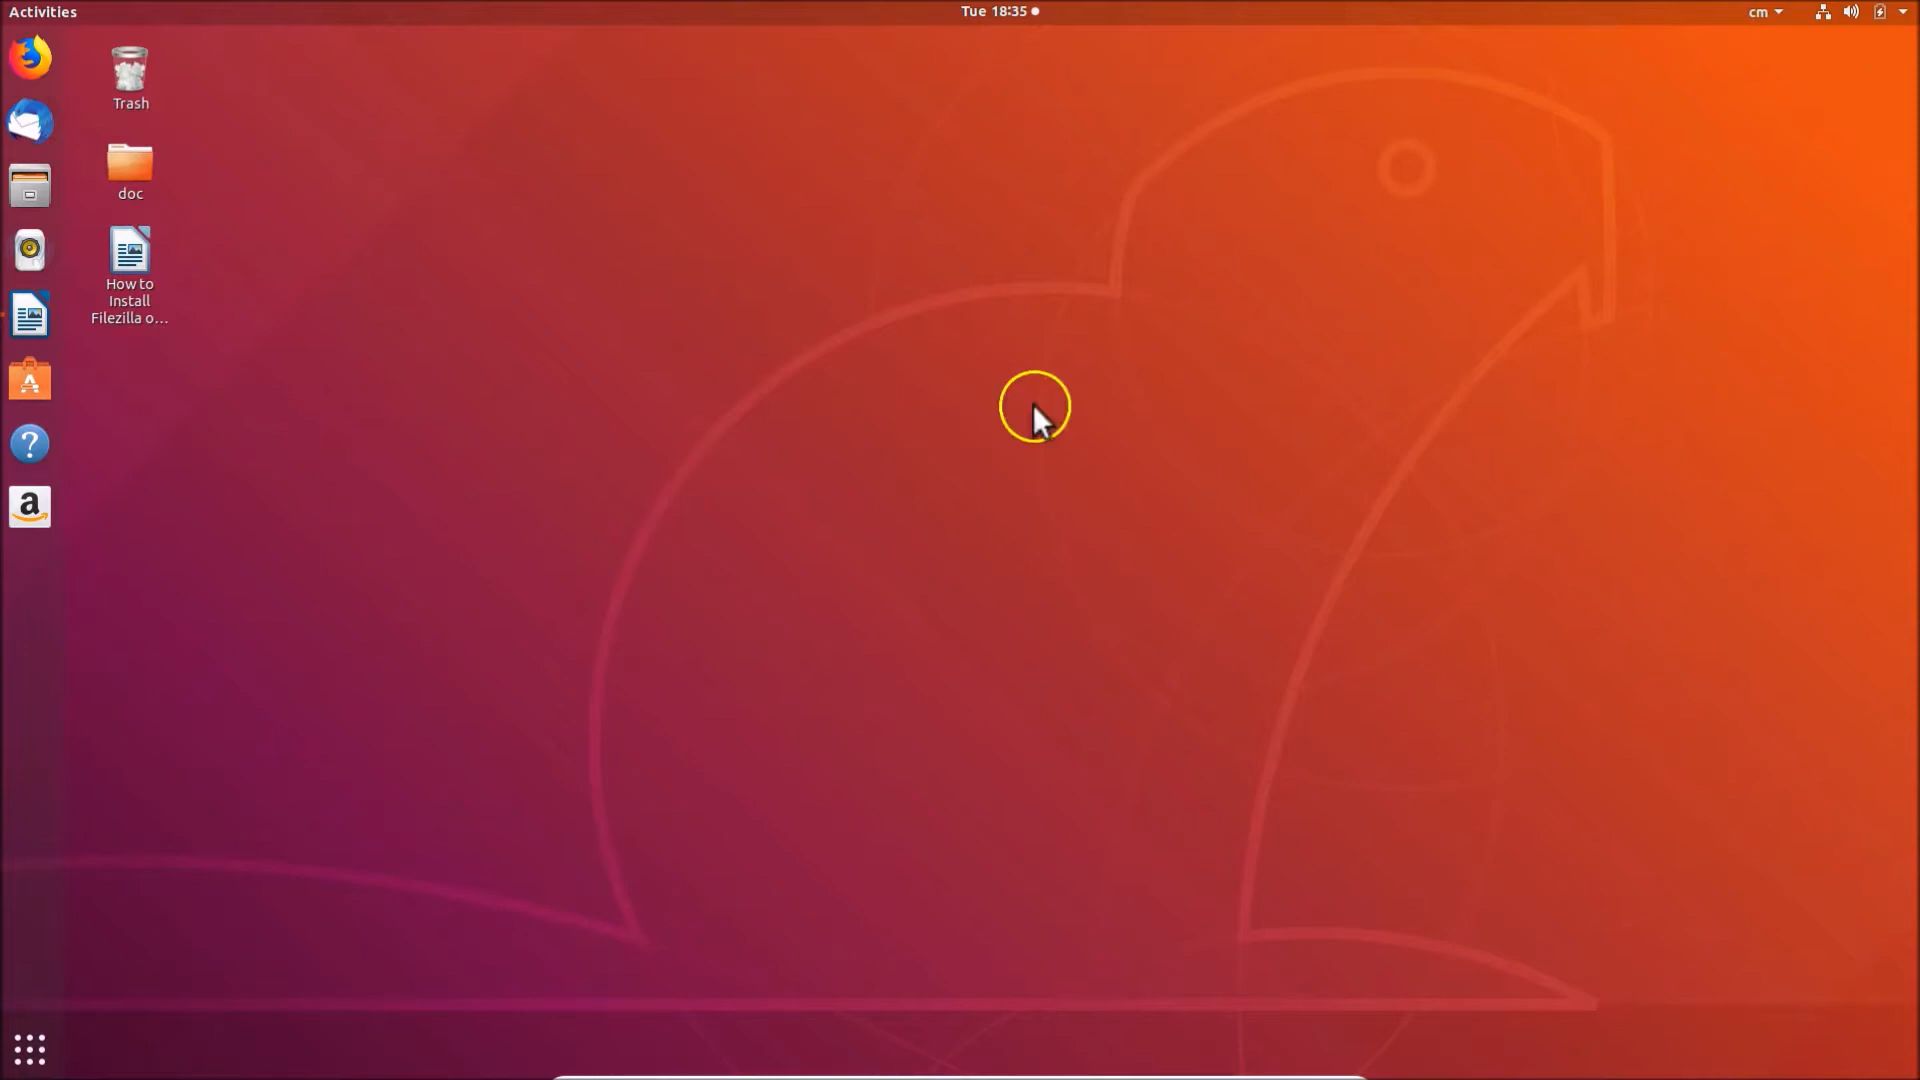 Activities
Tue 18:35
cm
Trash
doc
How to
Install
Filezilla o...
a